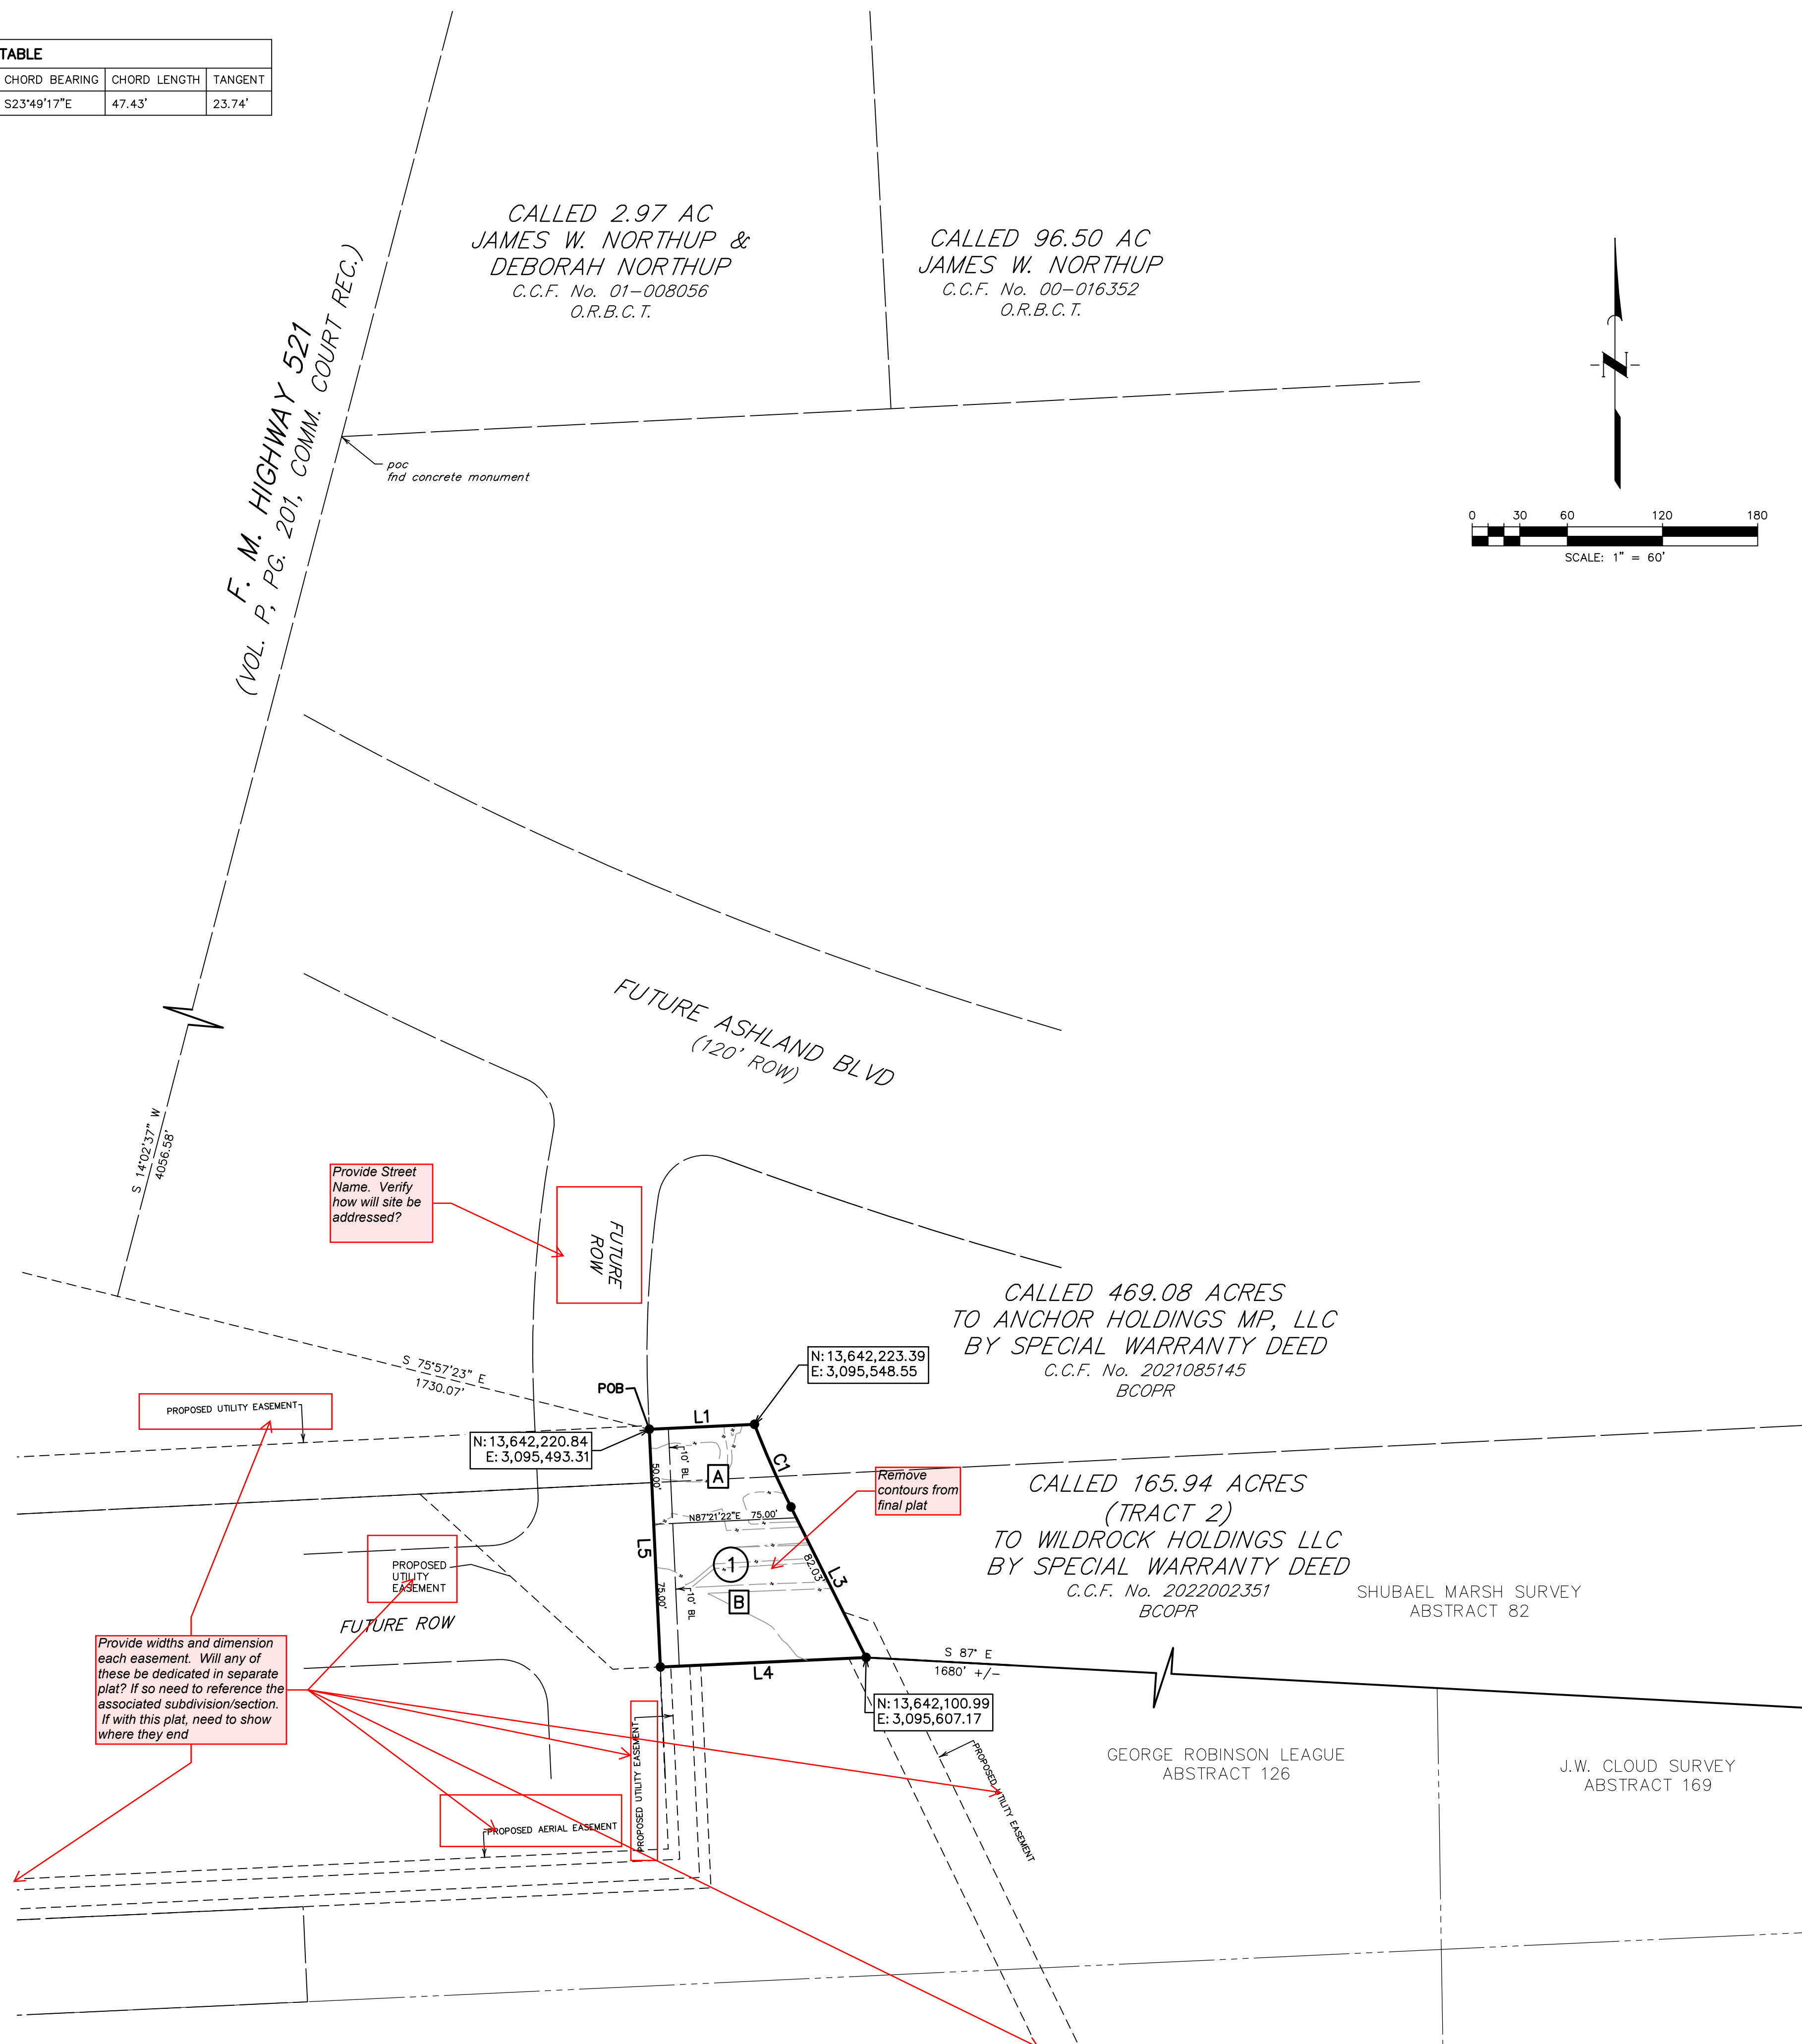 TABLE
CHORD BEARING CHORD LENGTH TANGENT
S23°49'17"E 47.43' 23.74'
CALLED 2.97 AC
JAMES W. NORTHUP &
DEBORAH NORTHUP
C.C.F. No. 01-008056
O.R.B.C.T.
CALLED 96.50 AC
JAMES W. NORTHUP
C.C.F. No. 00-016352
O.R.B.C.T.
F. M. HIGHWAY 521
(VOL. P, PG. 201, COMM. COURT REC.)
poc
fnd concrete monument
N
0 30 60 120 180
SCALE: 1" = 60'
FUTURE ASHLAND BLVD
(120' ROW)
S 14°02'37" W
4056.58'
Provide Street
Name. Verify
how will site be
addressed?
FUTURE
ROW
CALLED 469.08 ACRES
TO ANCHOR HOLDINGS MP, LLC
BY SPECIAL WARRANTY DEED
C.C.F. No. 2021085145
BCOPR
S 75°57'23" E
1730.07'
N: 13,642,223.39
E: 3,095,548.55
POB
L1
PROPOSED UTILITY EASEMENT
N: 13,642,220.84
E: 3,095,493.31
50.00'
10' BL
A
C1
Remove
contours from
final plat
CALLED 165.94 ACRES
(TRACT 2)
TO WILDROCK HOLDINGS LLC
BY SPECIAL WARRANTY DEED
C.C.F. No. 2022002351
BCOPR
N87°21'22"E 75.00'
L5
1
82.03'
L3
75.00'
10' BL
B
PROPOSED
UTILITY
EASEMENT
FUTURE ROW
SHUBAEL MARSH SURVEY
ABSTRACT 82
Provide widths and dimension
each easement. Will any of
these be dedicated in separate
plat? If so need to reference the
associated subdivision/section.
If with this plat, need to show
where they end
L4
S 87° E
1680' +/-
N: 13,642,100.99
E: 3,095,607.17
PROPOSED UTILITY EASEMENT
PROPOSED UTILITY EASEMENT
GEORGE ROBINSON LEAGUE
ABSTRACT 126
J.W. CLOUD SURVEY
ABSTRACT 169
PROPOSED AERIAL EASEMENT